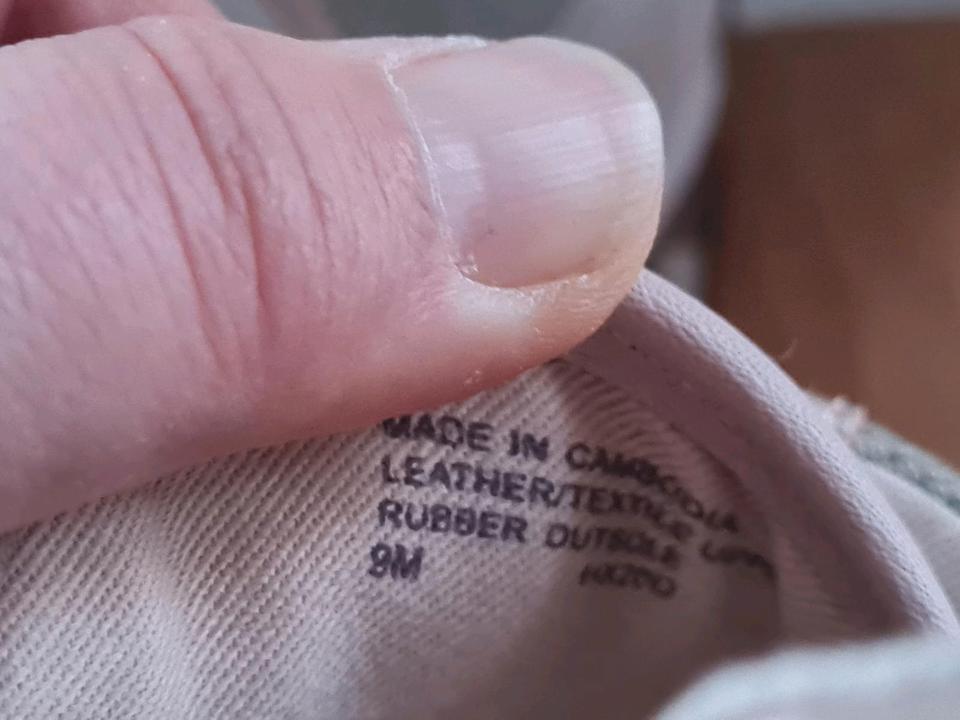 MADE IN CAMBODIA
LEATHER/TEXTILE UPPER
RUBBER OUTSOLE
9M